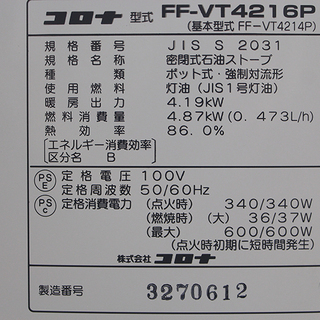 コロナ 型式 FF-VT4216P
(基本型式 FF-VT4214P)
規格番号 JIS S 2031
種類 密閉式石油ストーブ
種類 ポット式・強制対流形
使用燃料 灯油(JIS1号灯油)
暖房出力 4.19kW
燃料消費量 4.87kW(0.473L/h)
熱効率 86.0%
[エネルギー消費効率]
区分名 B
PS E 定格電圧 100V
定格周波数 50/60Hz
PS C 定格消費電力 (点火時) 340/340W
(燃焼時) (大) 36/37W
(最大) 600/600W
(点火時初期に短時間発生)
株式会社 コロナ
製造番号 3270612